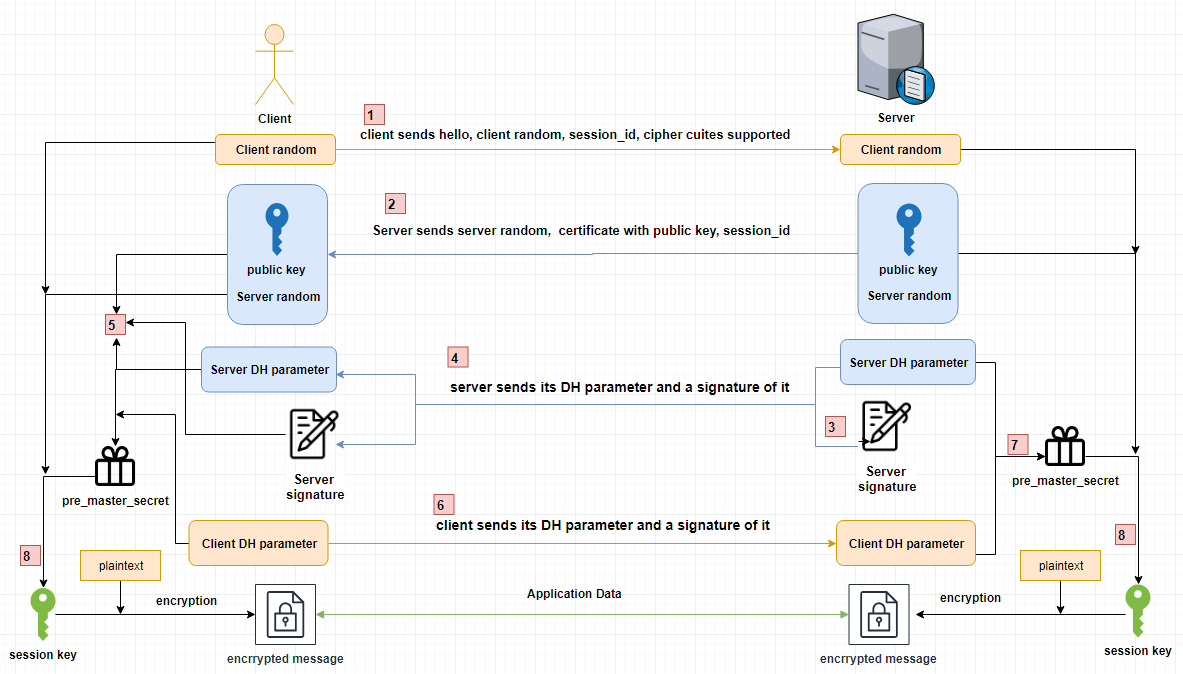 Client
Server
1
client sends hello, client random, session_id, cipher cuites supported
Client random
Client random
2
Server sends server random, certificate with public key, session_id
public key
Server random
public key
Server random
5
4
server sends its DH parameter and a signature of it
Server DH parameter
Server DH parameter
3
Server
signature
Server
signature
7
pre_master_secret
pre_master_secret
6
client sends its DH parameter and a signature of it
Client DH parameter
Client DH parameter
8
8
plaintext
plaintext
encryption
encryption
Application Data
session key
session key
encrrypted message
encrrypted message